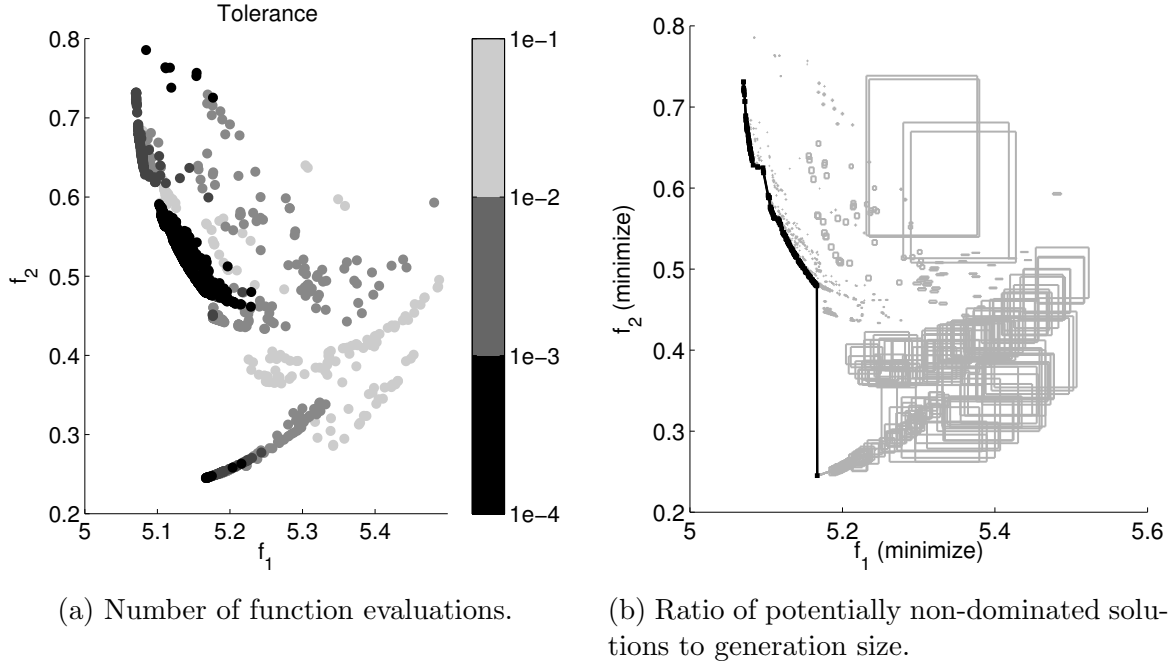 Tolerance
0.8
0.7
0.6
0.5
0.4
0.3
0.2
f2
5
5.1
5.2
5.3
5.4
f1
1e-1
1e-2
1e-3
1e-4
(a) Number of function evaluations.
0.8
0.7
0.6
0.5
0.4
0.3
0.2
f2 (minimize)
5
5.2
5.4
5.6
f1 (minimize)
(b) Ratio of potentially non-dominated solu-
tions to generation size.